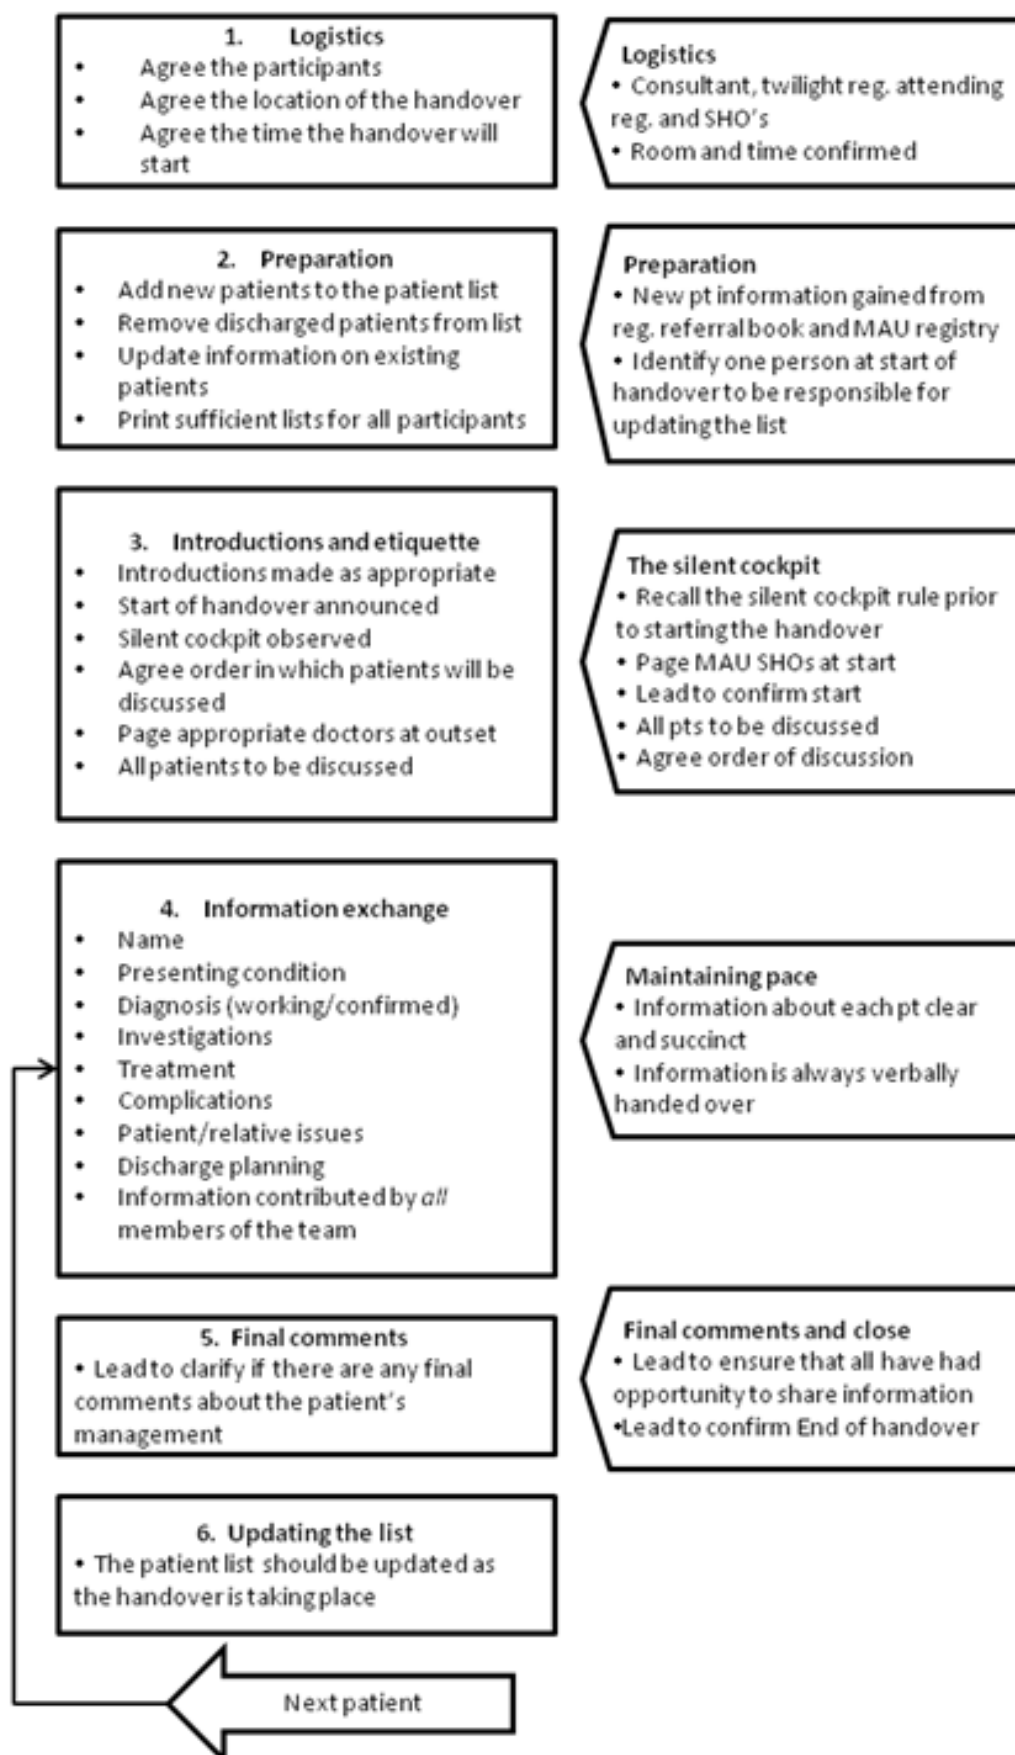 1. Logistics
• Agree the participants
• Agree the location of the handover
• Agree the time the handover will
start
Logistics
• Consultant, twilight reg. attending
reg. and SHO's
• Room and time confirmed
2. Preparation
• Add new patients to the patient list
• Remove discharged patients from list
• Update information on existing
patients
• Print sufficient lists for all participants
Preparation
• New pt information gained from
reg. referral book and MAU registry
• Identify one person at start of
handover to be responsible for
updating the list
3. Introductions and etiquette
• Introductions made as appropriate
• Start of handover announced
• Silent cockpit observed
• Agree order in which patients will be
discussed
• Page appropriate doctors at outset
• All patients to be discussed
The silent cockpit
• Recall the silent cockpit rule prior
to starting the handover
• Page MAU SHOs at start
• Lead to confirm start
• All pts to be discussed
• Agree order of discussion
4. Information exchange
• Name
• Presenting condition
• Diagnosis (working/confirmed)
• Investigations
• Treatment
• Complications
• Patient/relative issues
• Discharge planning
• Information contributed by all
members of the team
Maintaining pace
• Information about each pt clear
and succinct
• Information is always verbally
handed over
5. Final comments
• Lead to clarify if there are any final
comments about the patient's
management
Final comments and close
• Lead to ensure that all have had
opportunity to share information
•Lead to confirm End of handover
6. Updating the list
• The patient list should be updated as
the handover is taking place
Next patient